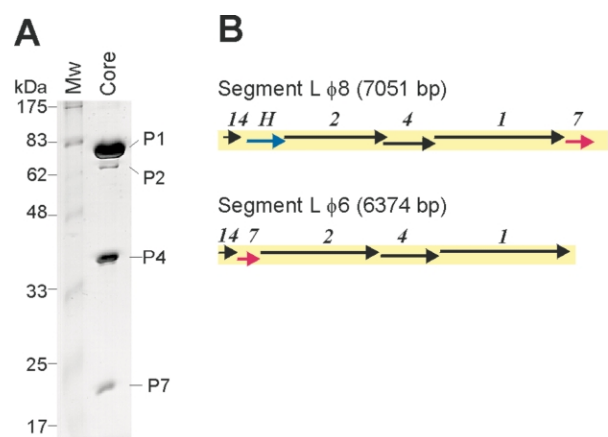 A
B
kDa
Mw
Core
175
83
62
48
33
25
17
P1
P2
P4
P7
Segment L ϕ8 (7051 bp)
14 H 2 4 1 7
Segment L ϕ6 (6374 bp)
14 7 2 4 1